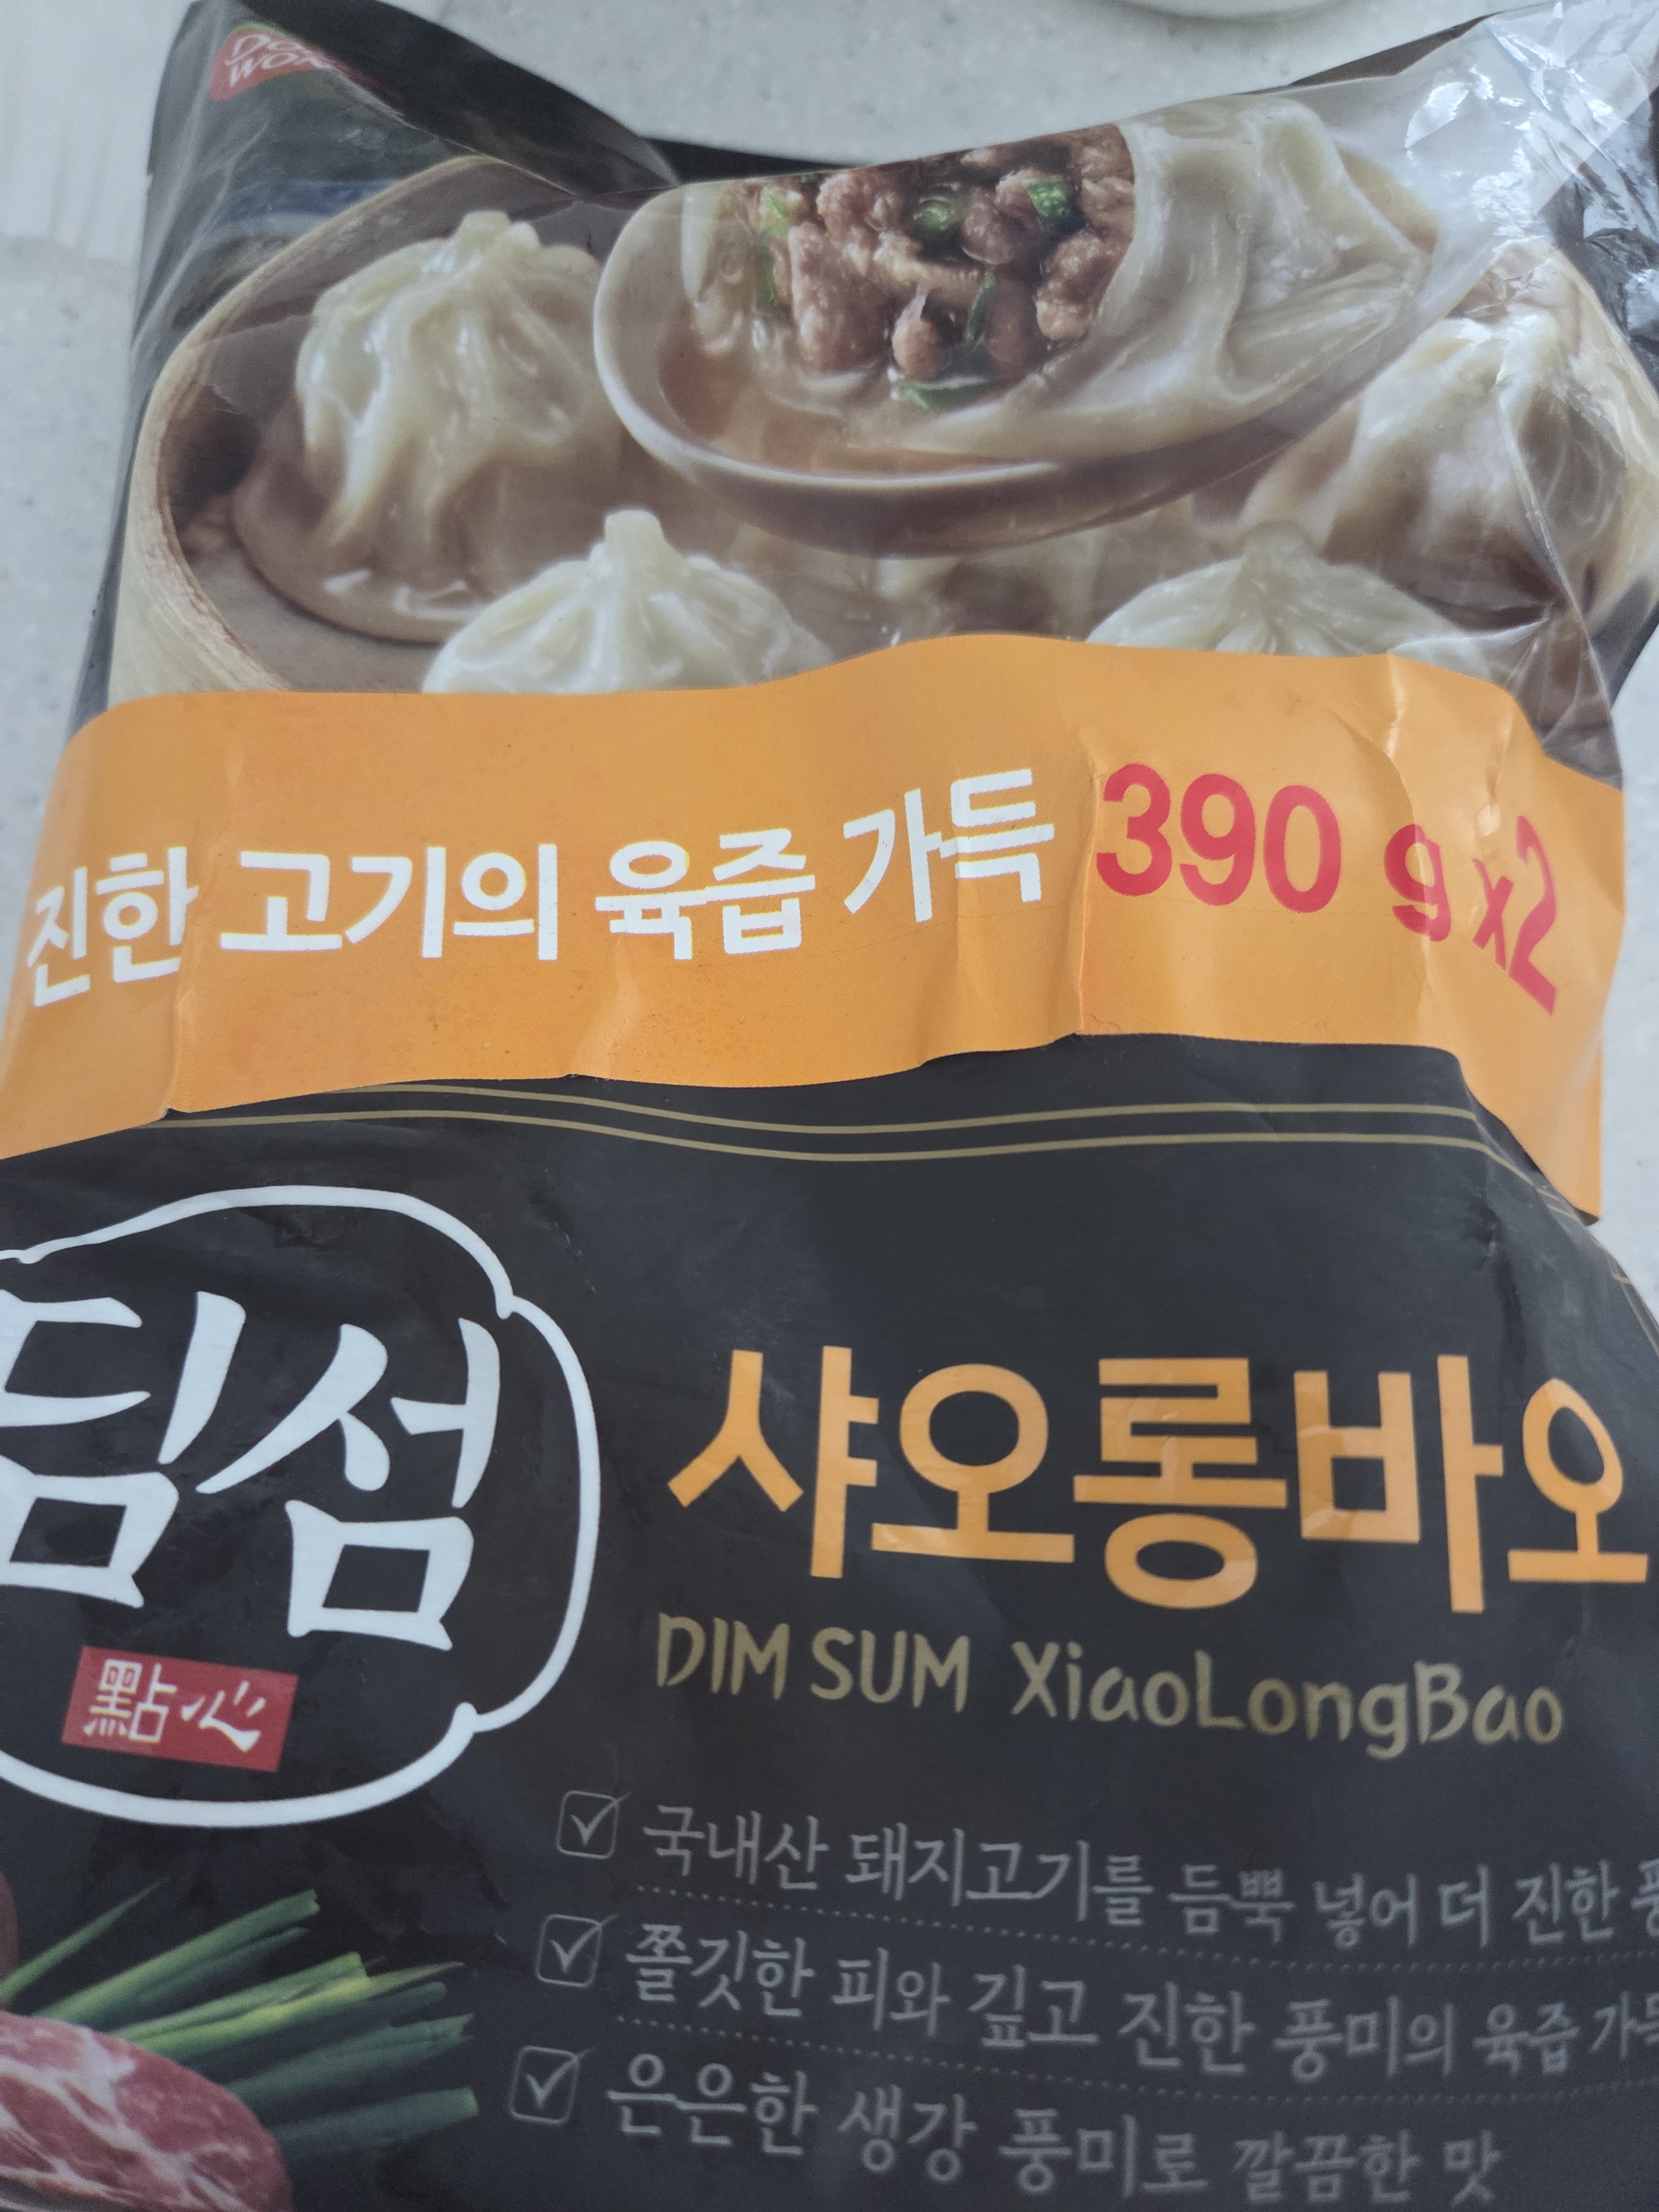 진한 고기의 육즙 가득 390 g x2
딤섬
點心
샤오롱바오
DIM SUM XiaoLongBao
국내산 돼지고기를 듬뿍 넣어 더 진한
쫄깃한 피와 깊고 진한 풍미의 육즙
은은한 생강 풍미로 깔끔한 맛